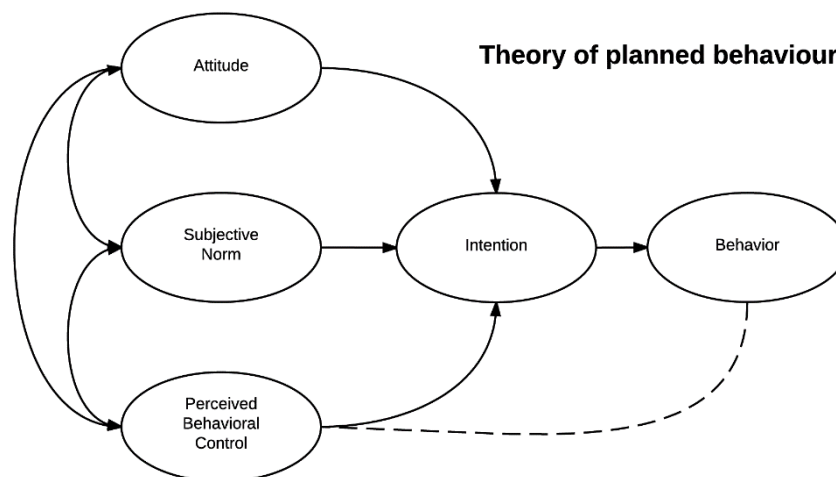 Theory of planned behaviour
Attitude
Subjective
Norm
Intention
Behavior
Perceived
Behavioral
Control